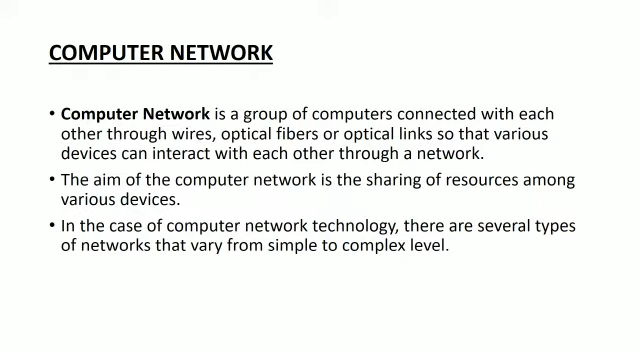 COMPUTER NETWORK
• Computer Network is a group of computers connected with each
other through wires, optical fibers or optical links so that various
devices can interact with each other through a network.
• The aim of the computer network is the sharing of resources among
various devices.
• In the case of computer network technology, there are several types
of networks that vary from simple to complex level.